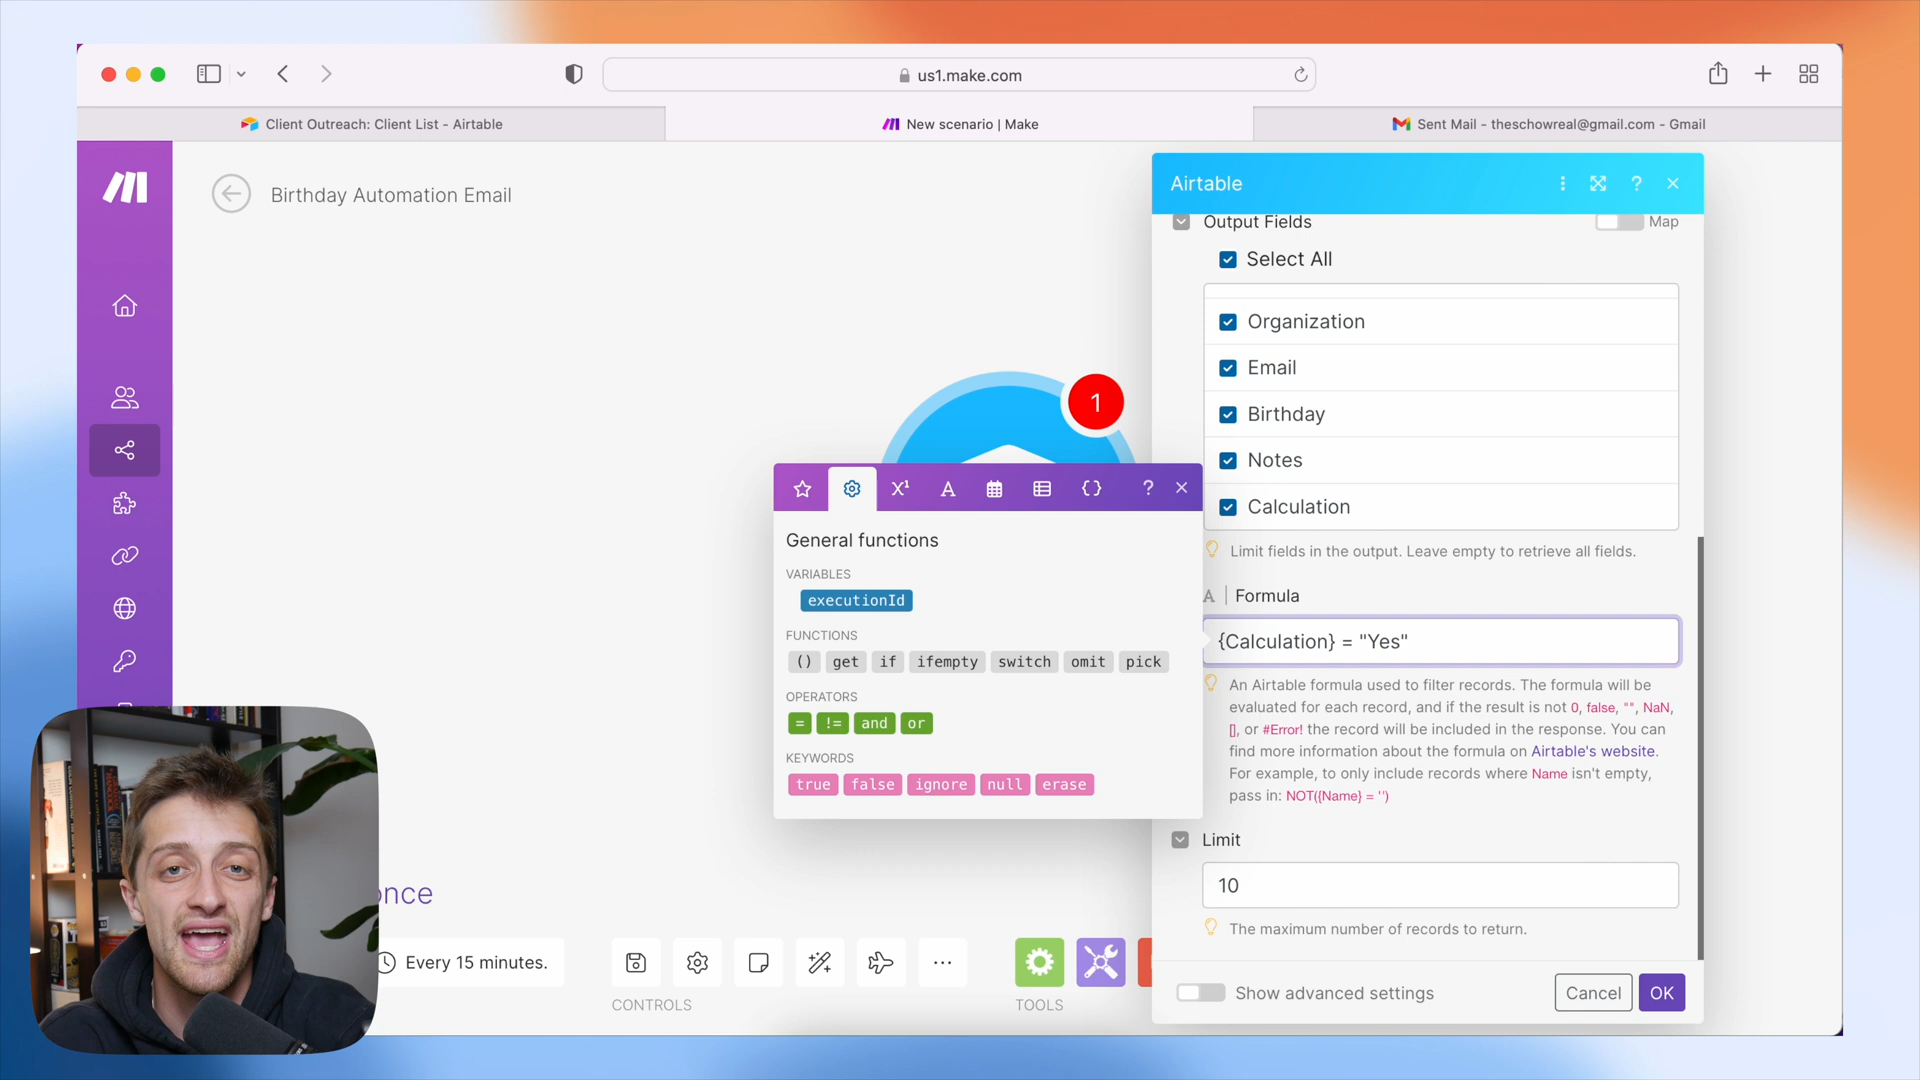 us1.make.com
Client Outreach: Client List - Airtable
New scenario | Make
Sent Mail - theschowreal@gmail.com - Gmail
Birthday Automation Email
Airtable
?
Output Fields
Map
Select All
Organization
Email
Birthday
Notes
Calculation
Limit fields in the output. Leave empty to retrieve all fields.
A | Formula
{Calculation} = "Yes"
An Airtable formula used to filter records. The formula will be
evaluated for each record, and if the result is not 0, false, "", NaN,
[], or #Error! the record will be included in the response. You can
find more information about the formula on Airtable's website.
For example, to only include records where Name isn't empty,
pass in: NOT({Name} = '')
Limit
10
The maximum number of records to return.
Show advanced settings
Cancel
OK
1
X¹ A {} ?
General functions
VARIABLES
executionId
FUNCTIONS
() get if ifempty switch omit pick
OPERATORS
= != and or
KEYWORDS
true false ignore null erase
once
Every 15 minutes.
CONTROLS
TOOLS